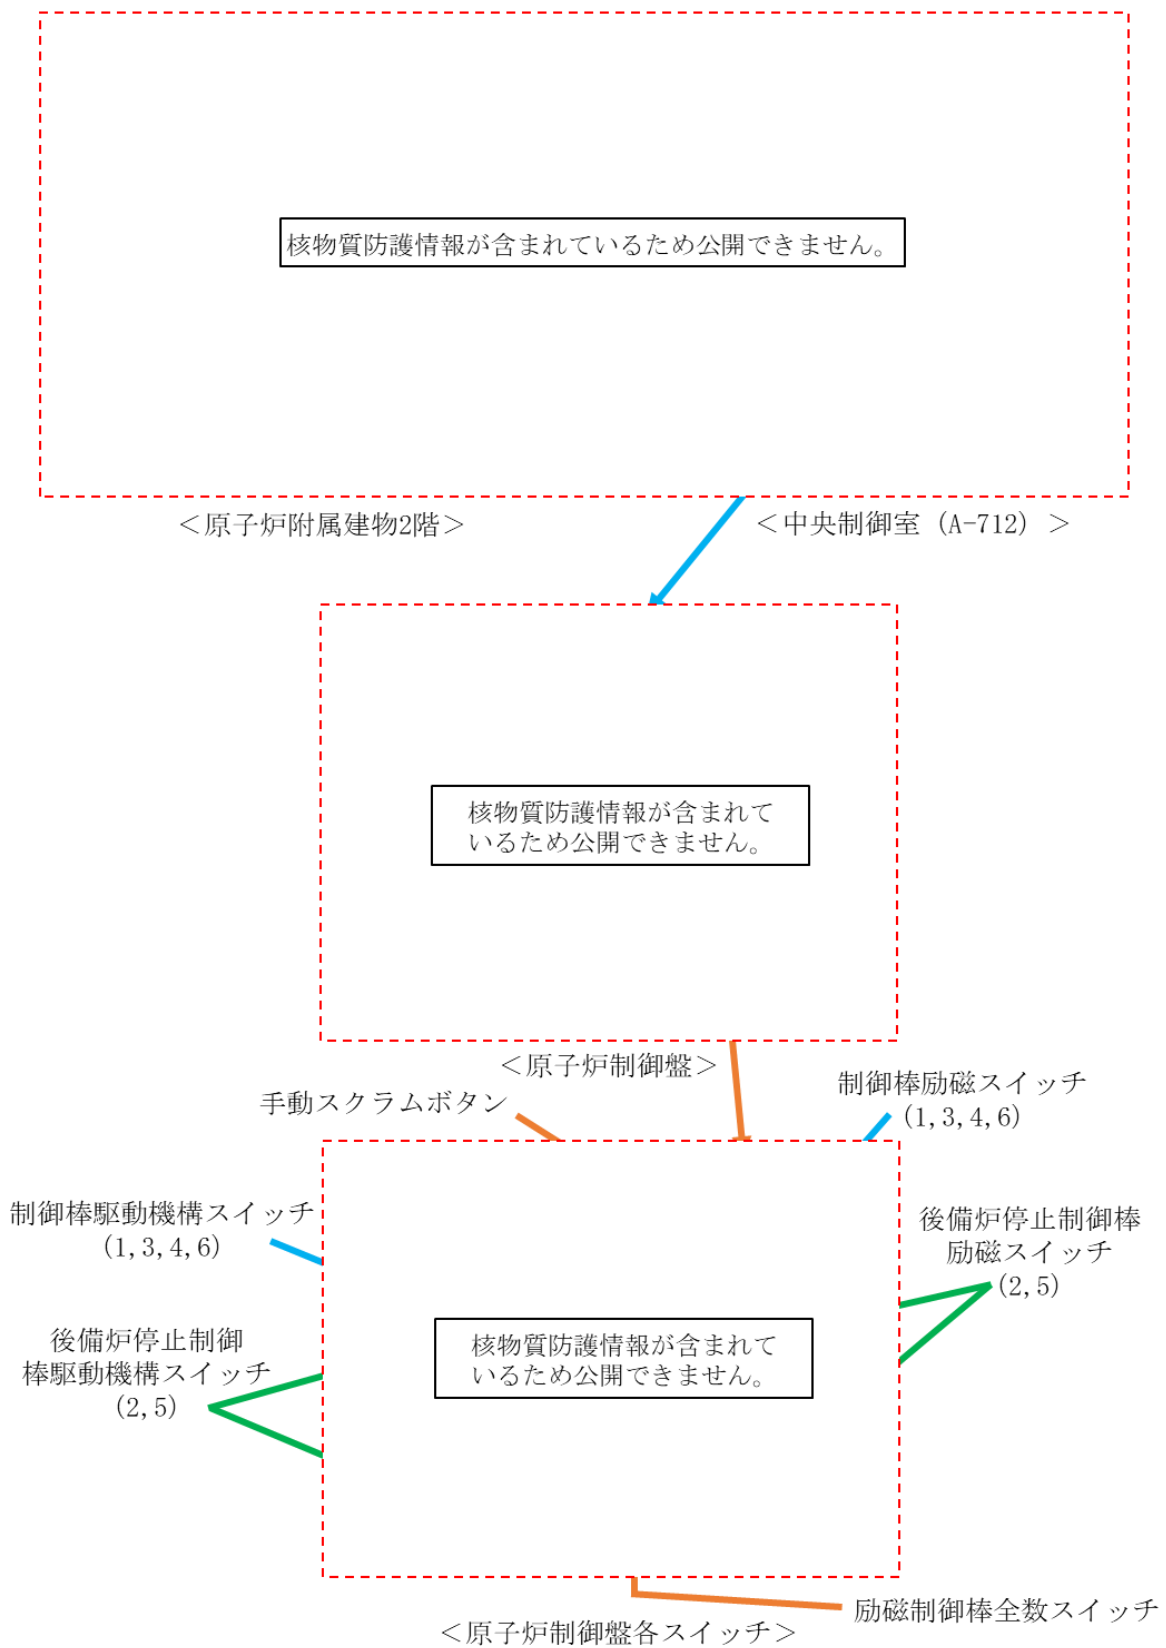 核物質防護情報が含まれているため公開できません。
＜原子炉附属建物2階＞
＜中央制御室（A-712）＞
核物質防護情報が含まれて
いるため公開できません。
＜原子炉制御盤＞
手動スクラムボタン
制御棒励磁スイッチ
(1,3,4,6)
制御棒駆動機構スイッチ
(1,3,4,6)
後備炉停止制御棒
励磁スイッチ
(2,5)
後備炉停止制御
棒駆動機構スイッチ
(2,5)
核物質防護情報が含まれて
いるため公開できません。
励磁制御棒全数スイッチ
＜原子炉制御盤各スイッチ＞